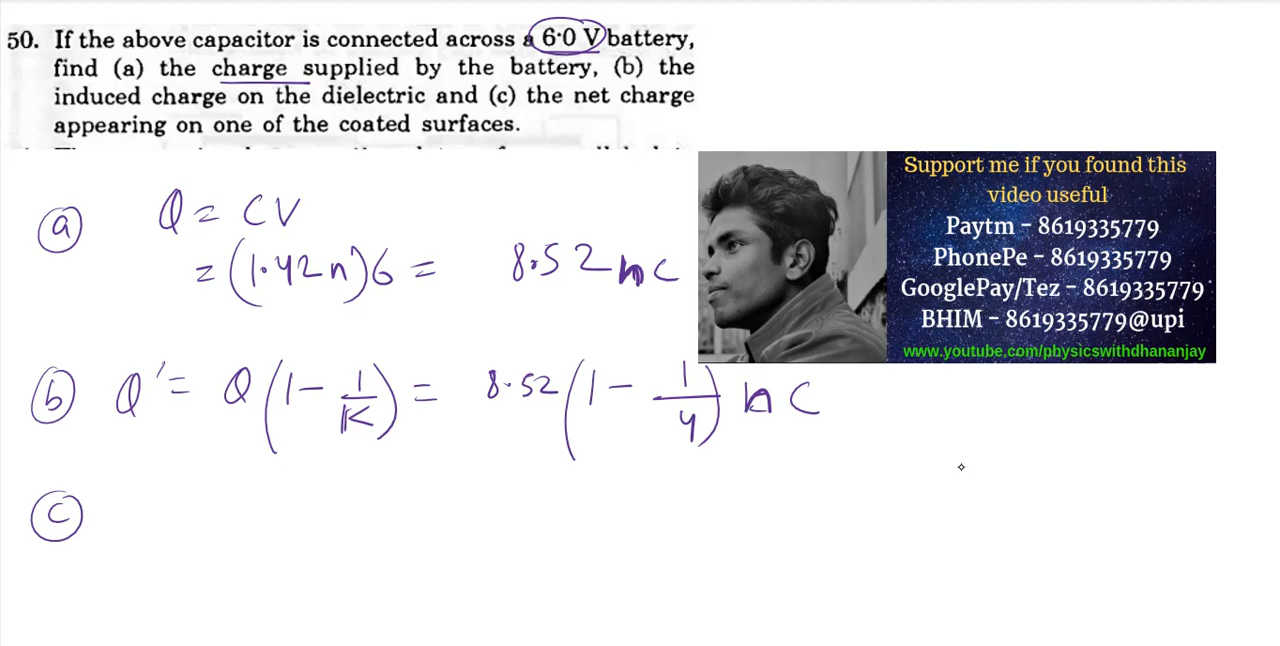 50. If the above capacitor is connected across a 6·0 V battery,
find (a) the charge supplied by the battery, (b) the
induced charge on the dielectric and (c) the net charge
appearing on one of the coated surfaces.
Support me if you found this
video useful
Paytm - 8619335779
PhonePe - 8619335779
GooglePay/Tez - 8619335779
BHIM - 8619335779@upi
www.youtube.com/physicswithdhananjay
(a) Q = CV
= (1.42 n) 6 = 8.52 nC
(b) Q' = Q (1 - 1/K) = 8.52 (1 - 1/4) nC
(c)